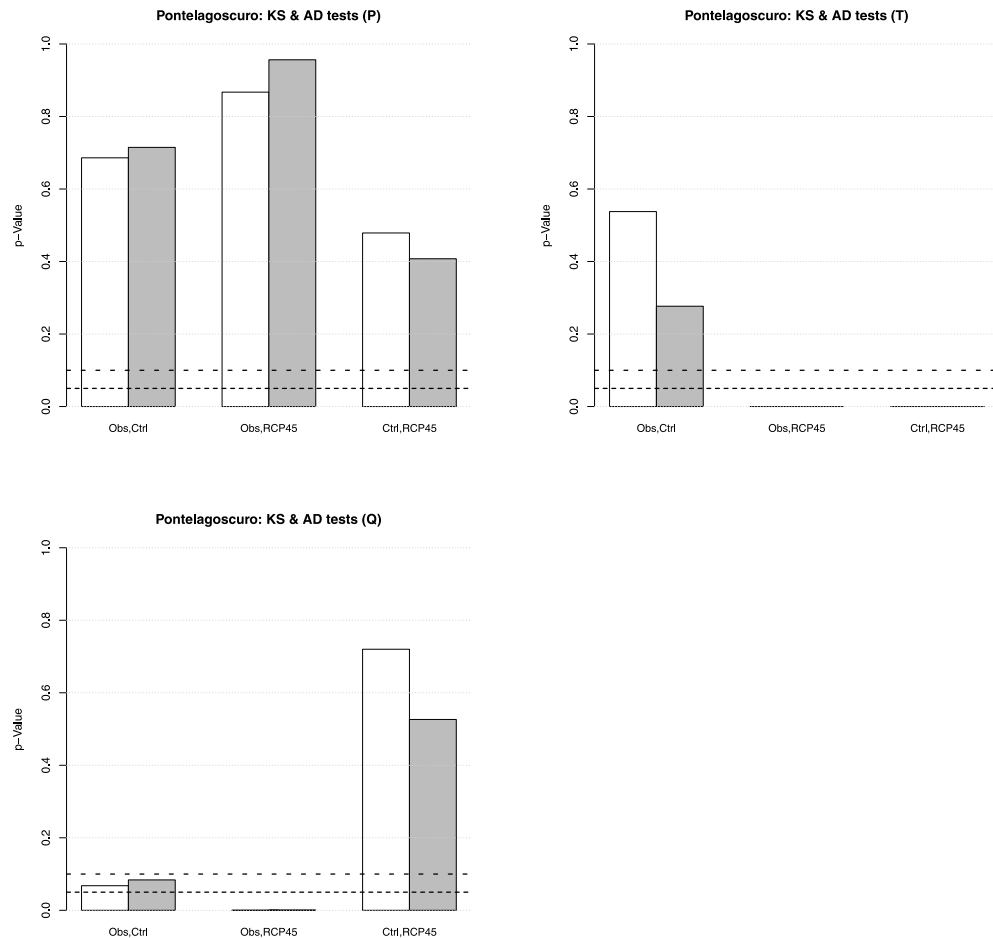 Pontelagoscuro: KS & AD tests (P)
p−Value
0.0
0.2
0.4
0.6
0.8
1.0
Obs,Ctrl
Obs,RCP45
Ctrl,RCP45
Pontelagoscuro: KS & AD tests (T)
p−Value
0.0
0.2
0.4
0.6
0.8
1.0
Obs,Ctrl
Obs,RCP45
Ctrl,RCP45
Pontelagoscuro: KS & AD tests (Q)
p−Value
0.0
0.2
0.4
0.6
0.8
1.0
Obs,Ctrl
Obs,RCP45
Ctrl,RCP45